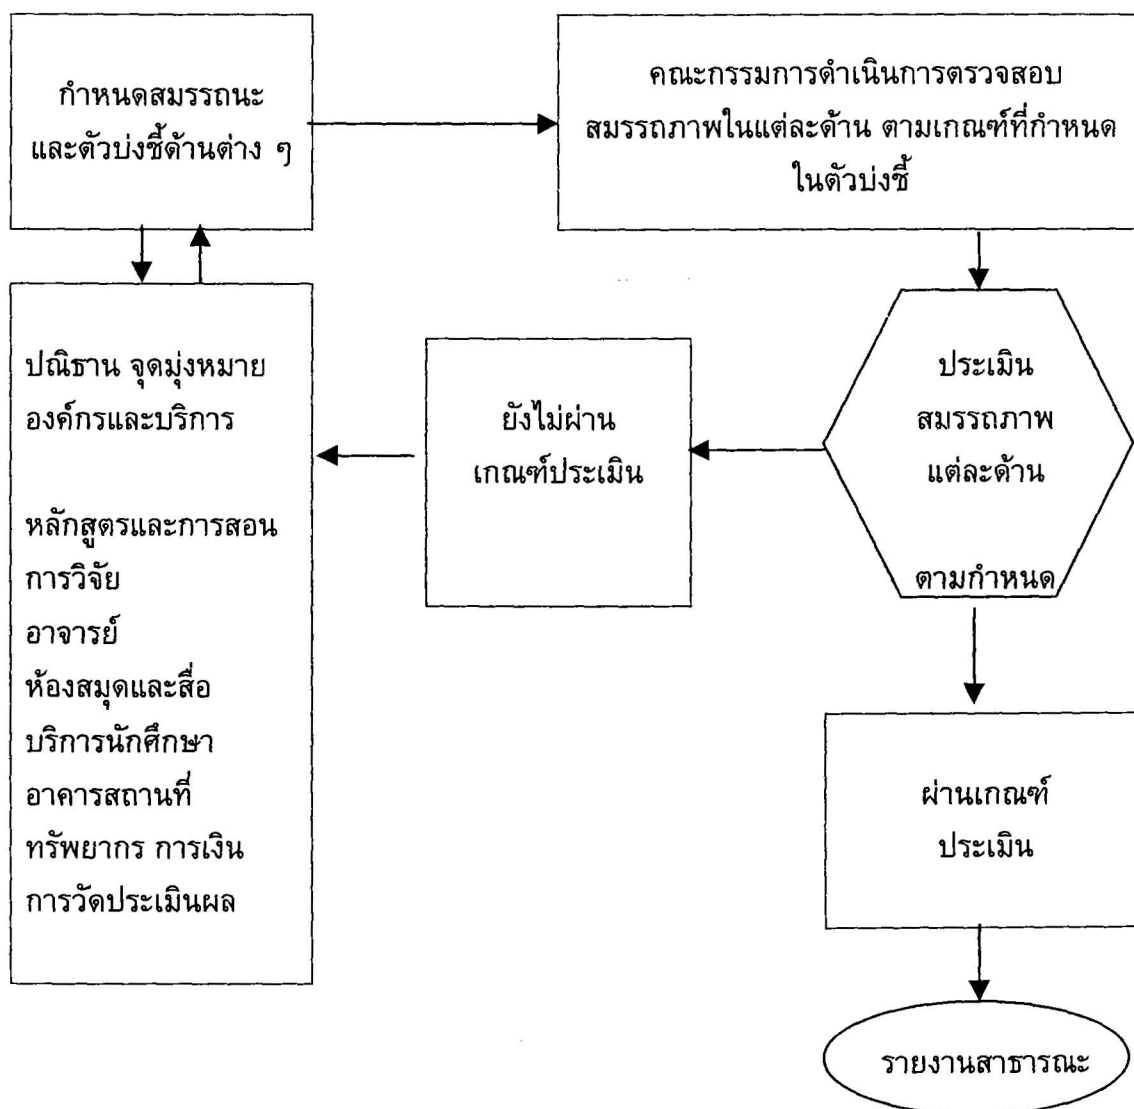 กำหนดสมรรถนะ
และตัวบ่งชี้ด้านต่าง ๆ
คณะกรรมการดำเนินการตรวจสอบ
สมรรถภาพในแต่ละด้าน ตามเกณฑ์ที่กำหนด
ในตัวบ่งชี้
ปณิธาน จุดมุ่งหมาย
องค์กรและบริการ
หลักสูตรและการสอน
การวิจัย
อาจารย์
ห้องสมุดและสื่อ
บริการนักศึกษา
อาคารสถานที่
ทรัพยากร การเงิน
การวัดประเมินผล
ยังไม่ผ่าน
เกณฑ์ประเมิน
ประเมิน
สมรรถภาพ
แต่ละด้าน
ตามกำหนด
ผ่านเกณฑ์
ประเมิน
รายงานสาธารณะ